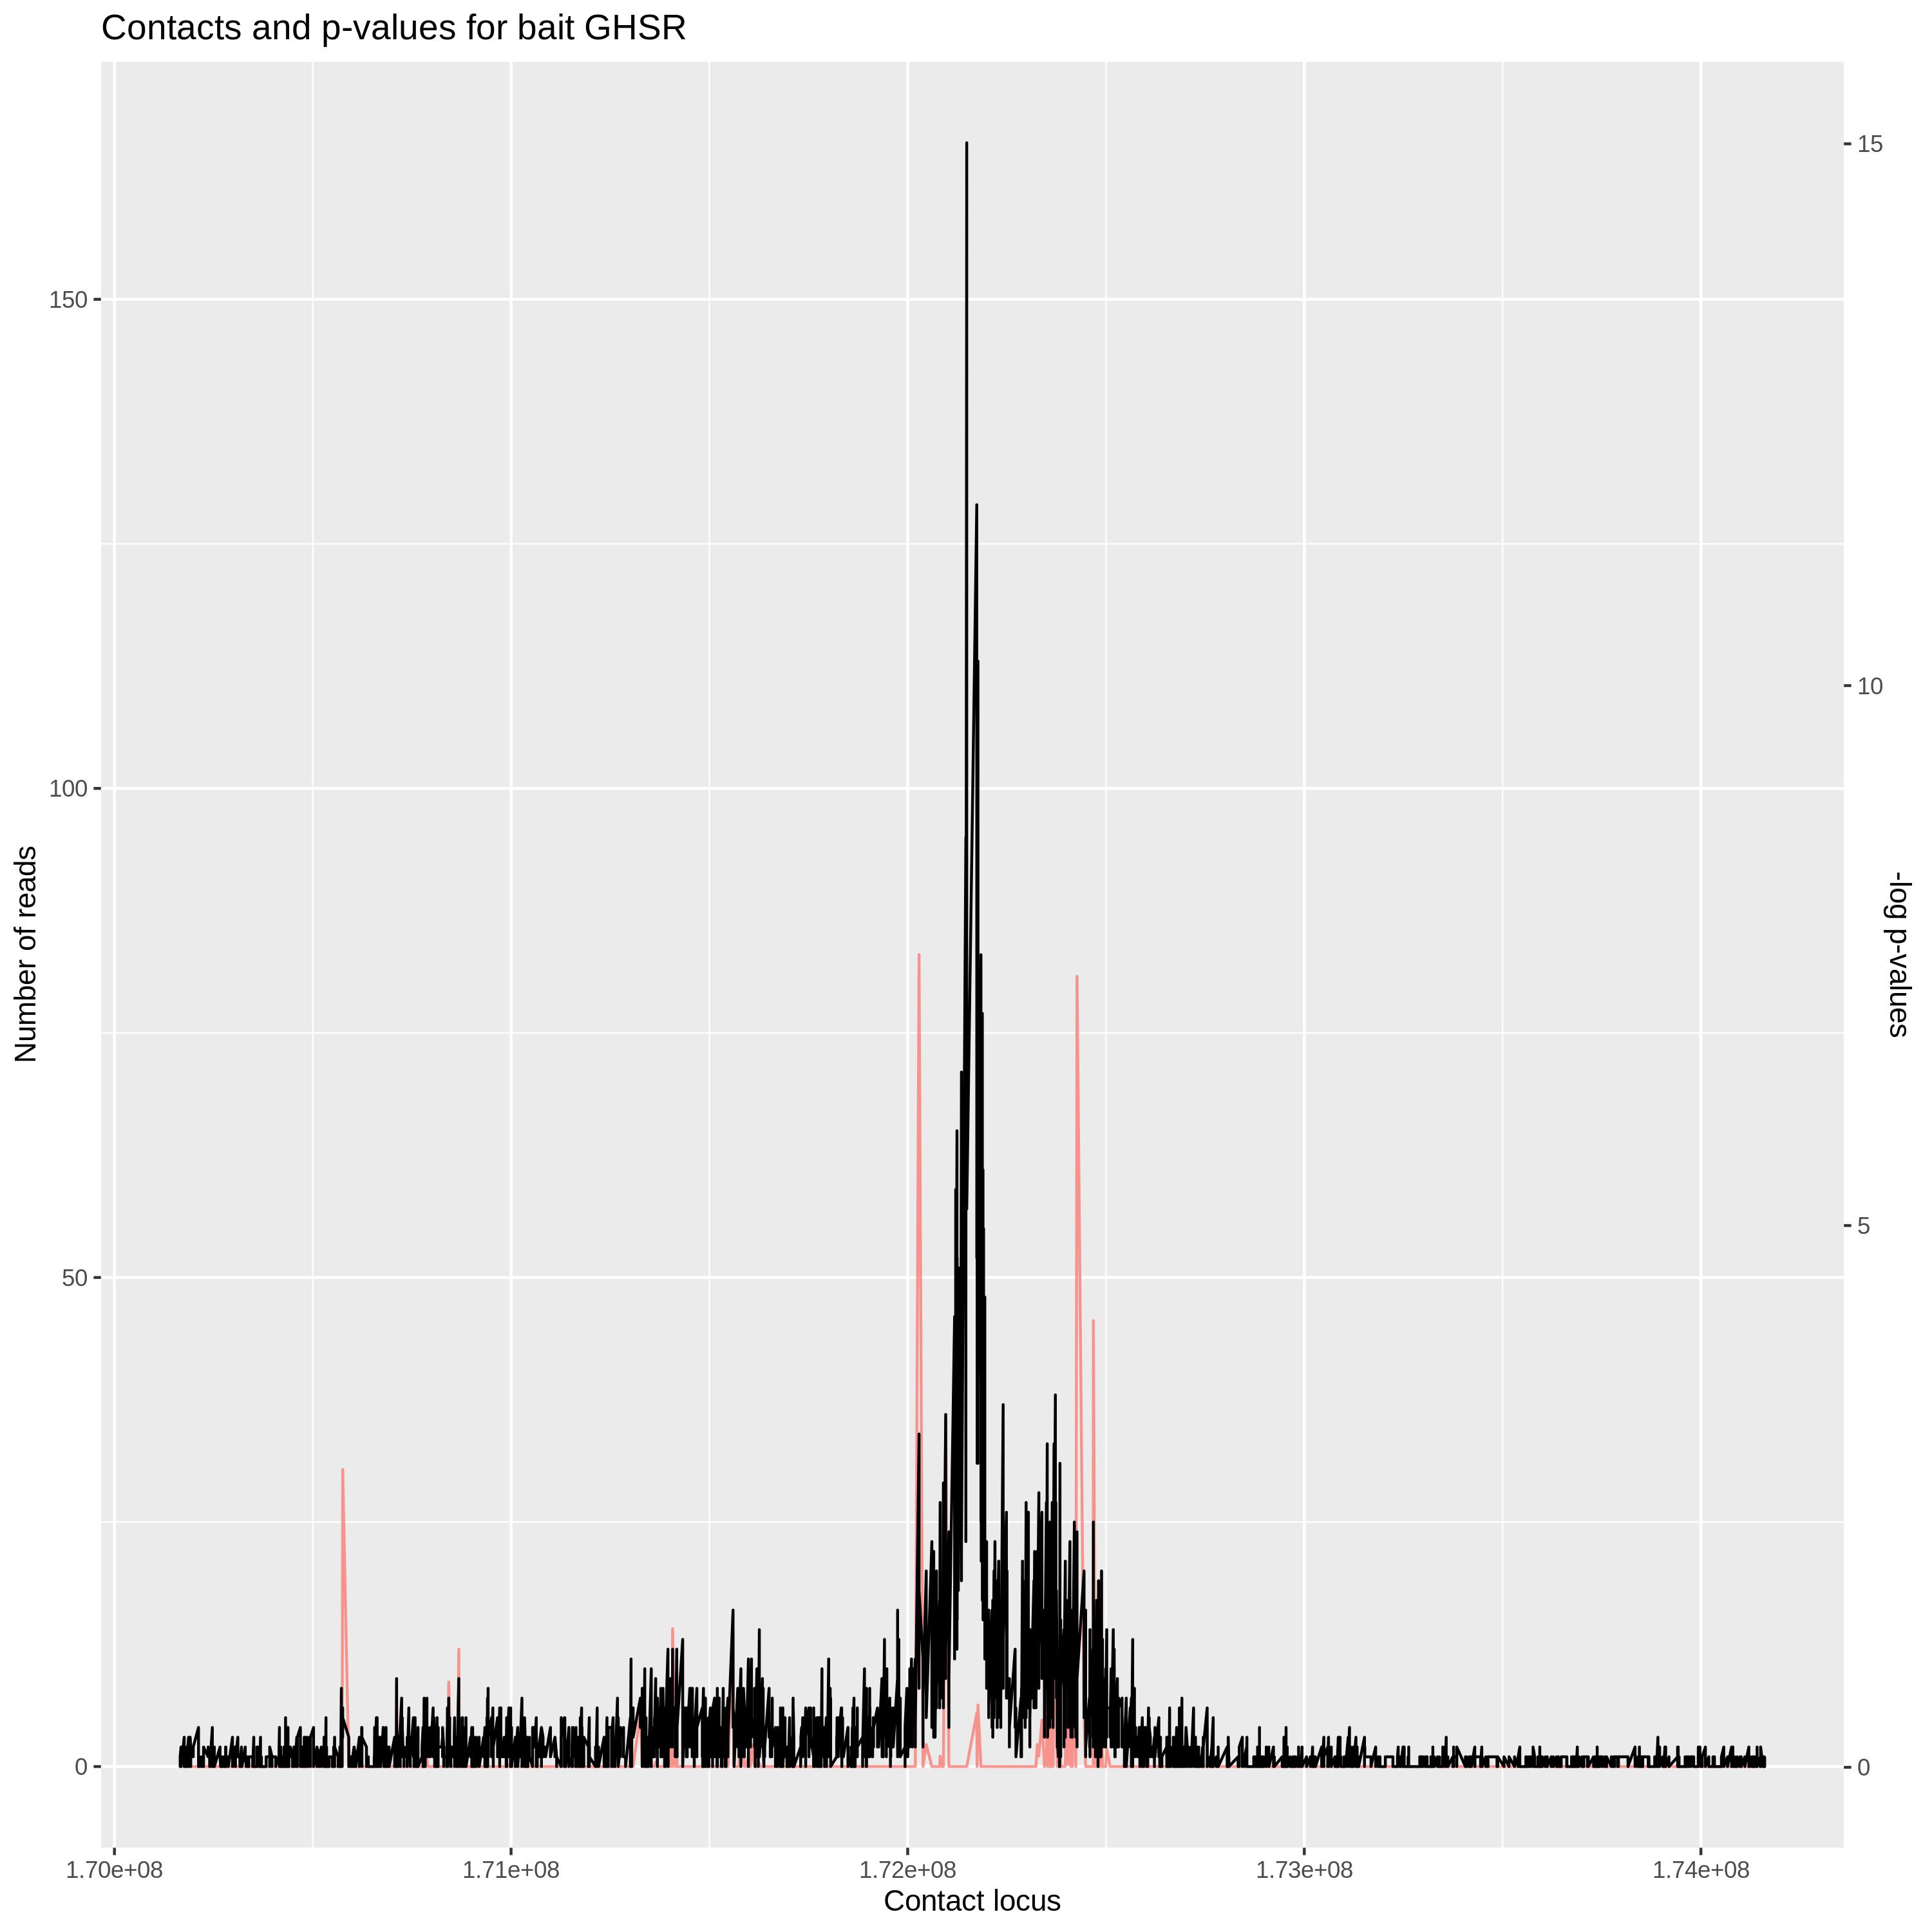 Contacts and p-values for bait GHSR
150
100
50
0
Number of reads
15
10
5
0
-log p-values
1.70e+08
1.71e+08
1.72e+08
1.73e+08
1.74e+08
Contact locus